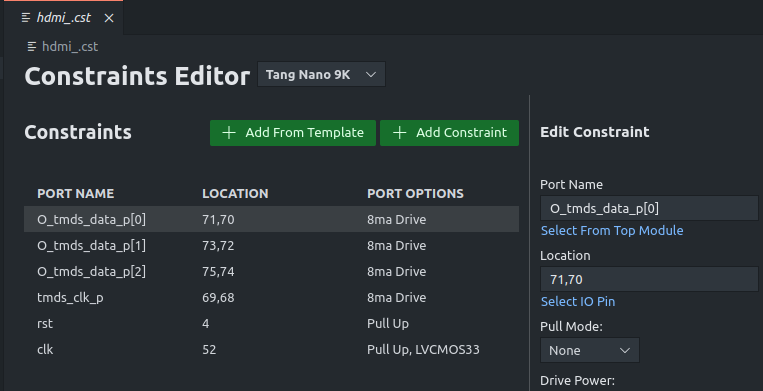 hdmi_.cst
hdmi_.cst
Constraints Editor Tang Nano 9K
Constraints Add From Template Add Constraint
PORT NAME LOCATION PORT OPTIONS
O_tmds_data_p[0] 71,70 8ma Drive
O_tmds_data_p[1] 73,72 8ma Drive
O_tmds_data_p[2] 75,74 8ma Drive
tmds_clk_p 69,68 8ma Drive
rst 4 Pull Up
clk 52 Pull Up, LVCMOS33
Edit Constraint
Port Name
O_tmds_data_p[0]
Select From Top Module
Location
71,70
Select IO Pin
Pull Mode:
None
Drive Power: